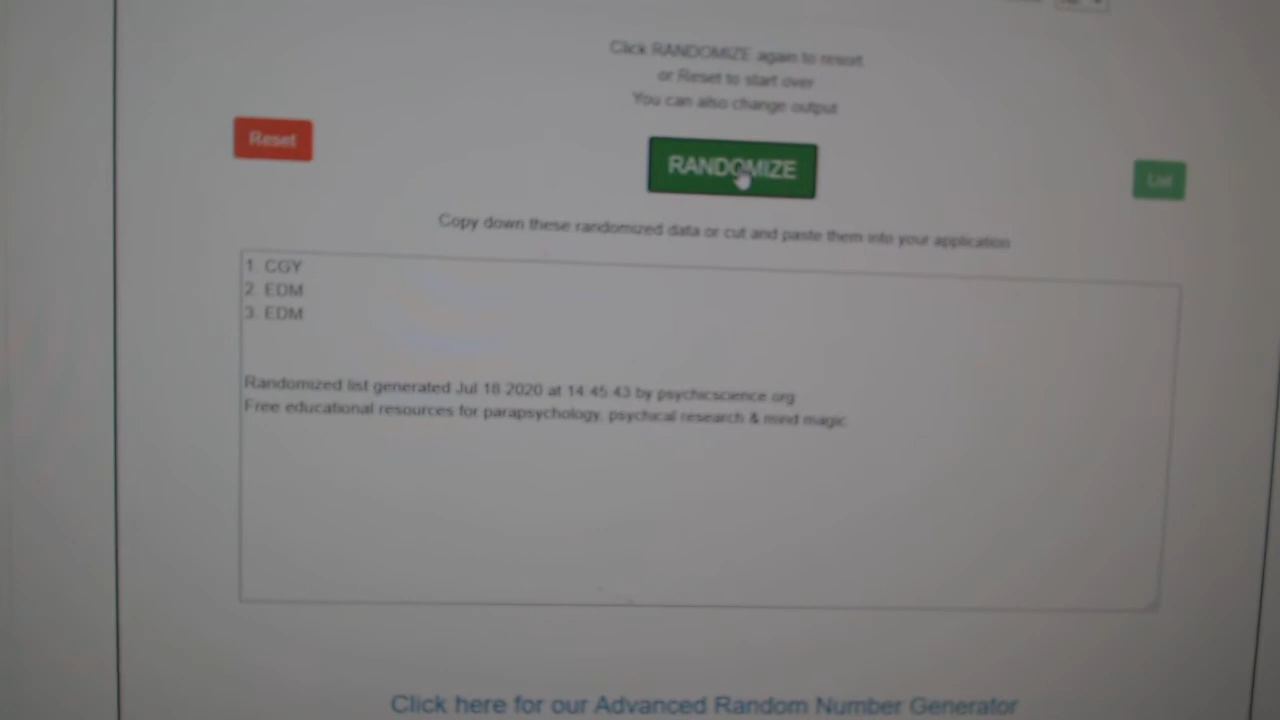 Click RANDOMIZE again to resort
or Reset to start over
You can also change output
Reset
RANDOMIZE
List
Copy down these randomized data or cut and paste them into your application
1. CGY
2. EDM
3. EDM
Randomized list generated Jul 18 2020 at 14:45:43 by psychicscience.org
Free educational resources for parapsychology, psychical research & mind magic
Click here for our Advanced Random Number Generator